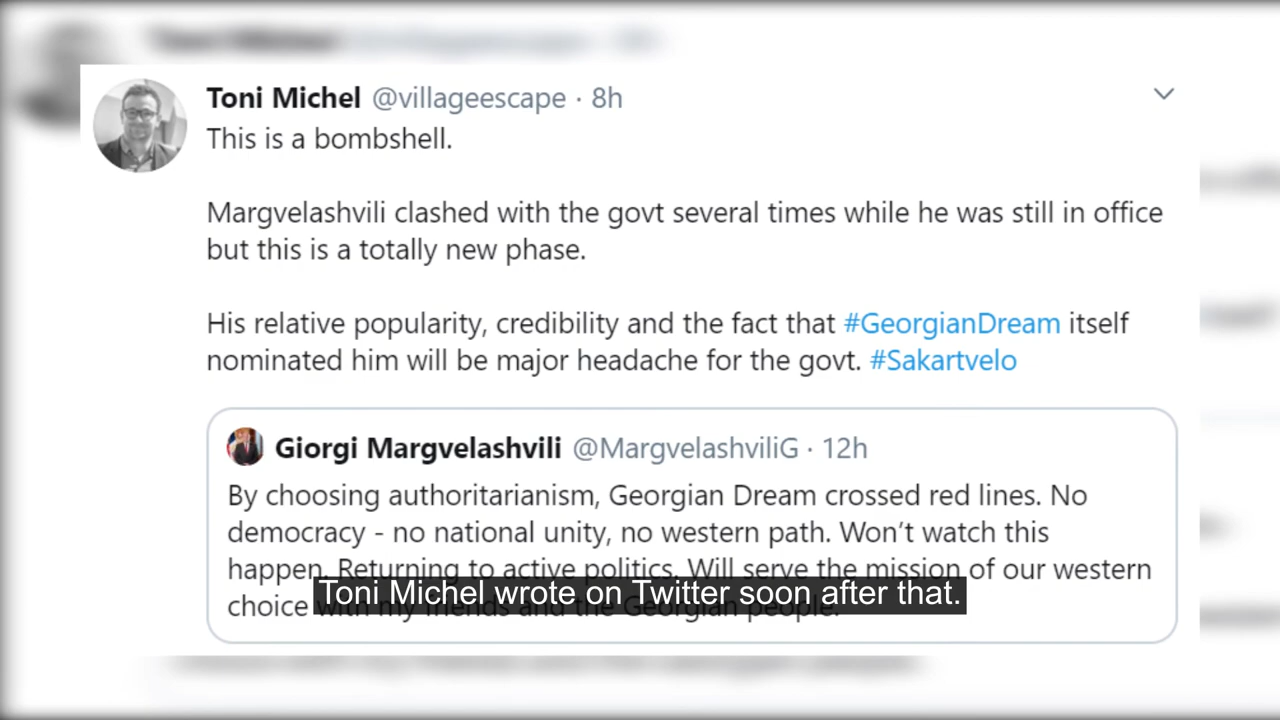 Toni Michel @villageescape · 8h
This is a bombshell.
Margvelashvili clashed with the govt several times while he was still in office
but this is a totally new phase.
His relative popularity, credibility and the fact that #GeorgianDream itself
nominated him will be major headache for the govt. #Sakartvelo
Giorgi Margvelashvili @MargvelashviliG · 12h
By choosing authoritarianism, Georgian Dream crossed red lines. No
democracy - no national unity, no western path. Won't watch this
happen. Returning to active politics. Will serve the mission of our western
choice with my friends and the Georgian people.
Toni Michel wrote on Twitter soon after that.